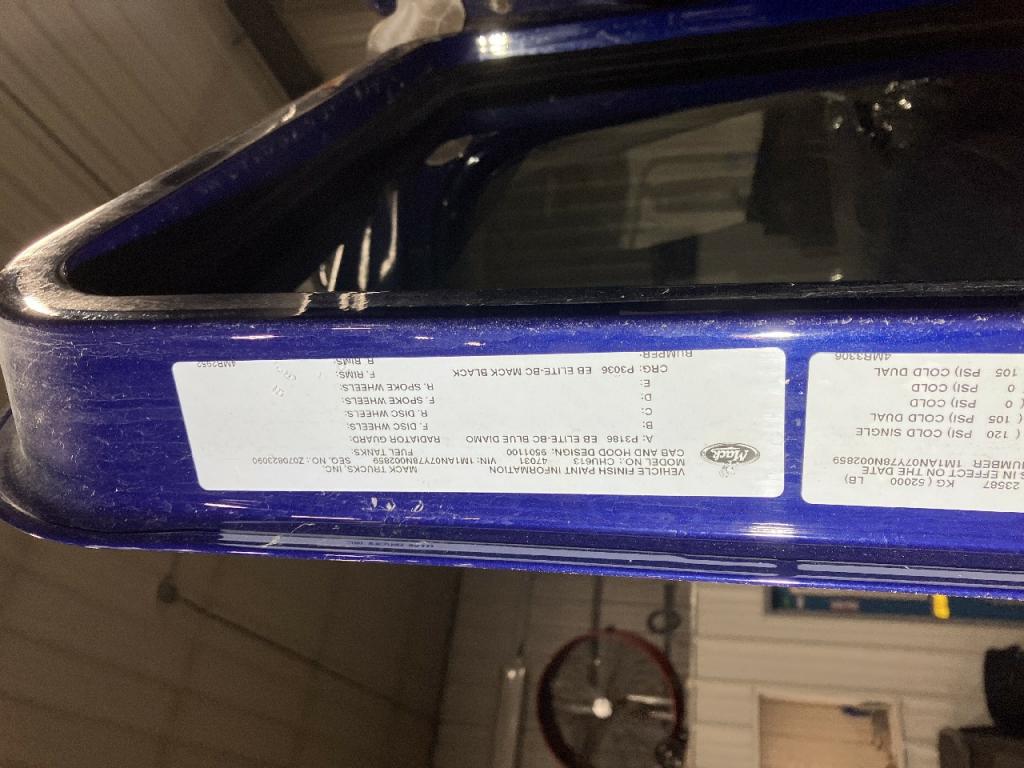 Mack
VEHICLE FINISH PAINT INFORMATION
MACK TRUCKS, INC.
MODEL NO.: CHU613 47931 VIN: 1M1AN07Y78N002859 SEQ. NO.: Z070823090
CAB AND HOOD DESIGN: 9501100 FUEL TANKS:
A: P3186 EB ELITE-BC BLUE DIAMO RADIATOR GUARD:
B: F. DISC WHEELS:
C: R. DISC WHEELS:
D: F. SPOKE WHEELS:
E: R. SPOKE WHEELS:
CRG: P3036 EB ELITE-BC MACK BLACK F. RIMS:
BUMPER: R. RIMS: 4MR2952
23587 KG ( 52000 LB)
S IN EFFECT ON THE DATE
UMBER 1M1AN07Y78N002859
( 120 PSI) COLD SINGLE
( 105 PSI) COLD DUAL
( 0 PSI) COLD
( 0 PSI) COLD
105 PSI) COLD DUAL
4MR3306